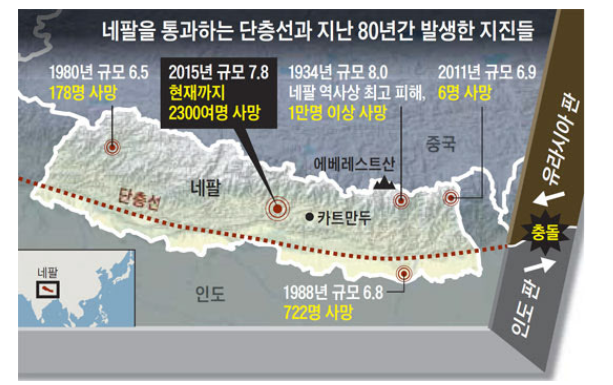 네팔을 통과하는 단층선과 지난 80년간 발생한 지진들
1980년 규모 6.5
178명 사망
2015년 규모 7.8
현재까지
2300여명 사망
1934년 규모 8.0
네팔 역사상 최고 피해,
1만명 이상 사망
2011년 규모 6.9
6명 사망
중국
에베레스트산
네팔
단층선
카트만두
유라시아 판
충돌
인도 판
네팔
인도
1988년 규모 6.8
722명 사망